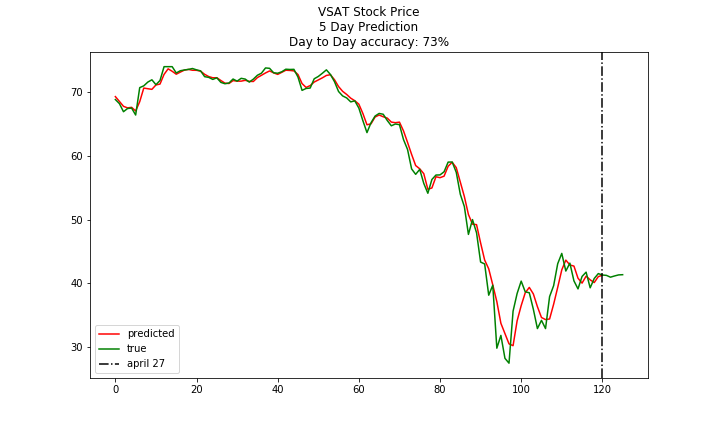 VSAT Stock Price
5 Day Prediction
Day to Day accuracy: 73%
70
60
50
40
30
predicted
true
april 27
0
20
40
60
80
100
120